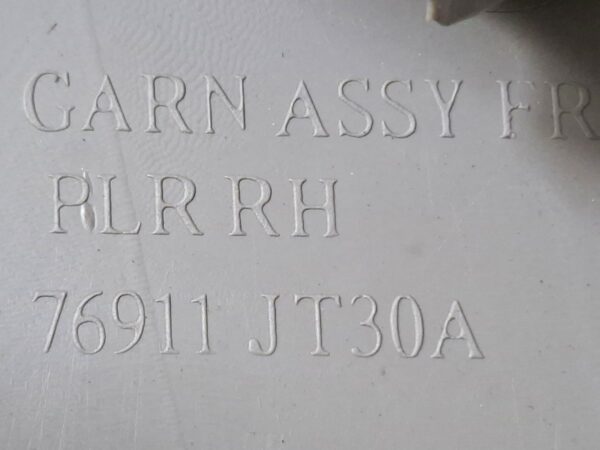 GARN ASSY FR
PLR RH
76911 JT30A